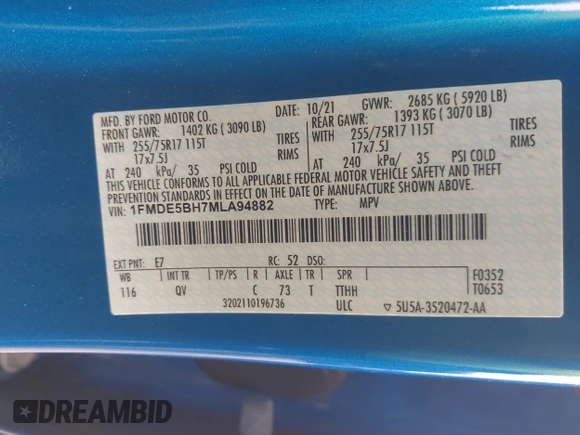 MFD. BY FORD MOTOR CO.
DATE: 10/21 GVWR: 2685 KG ( 5920 LB)
FRONT GAWR: 1402 KG ( 3090 LB) REAR GAWR: 1393 KG ( 3070 LB)
WITH 255/75R17 115T TIRES WITH 255/75R17 115T TIRES
17x7.5J RIMS 17x7.5J RIMS
AT 240 kPa/ 35 PSI COLD AT 240 kPa/ 35 PSI COLD
THIS VEHICLE CONFORMS TO ALL APPLICABLE FEDERAL MOTOR VEHICLE SAFETY AND THEFT
PREVENTION STANDARDS IN EFFECT ON THE DATE OF MANUFACTURE SHOWN ABOVE.
VIN: 1FMDE5BH7MLA94882 TYPE: MPV
EXT PNT: E7 RC: 52 DSO:
WB INT TR TP/PS R AXLE TR SPR F0352
116 QV C 73 T TTHH T0653
3202110196736 ULC ▽ 5U5A-3520472-AA
DREAMBID